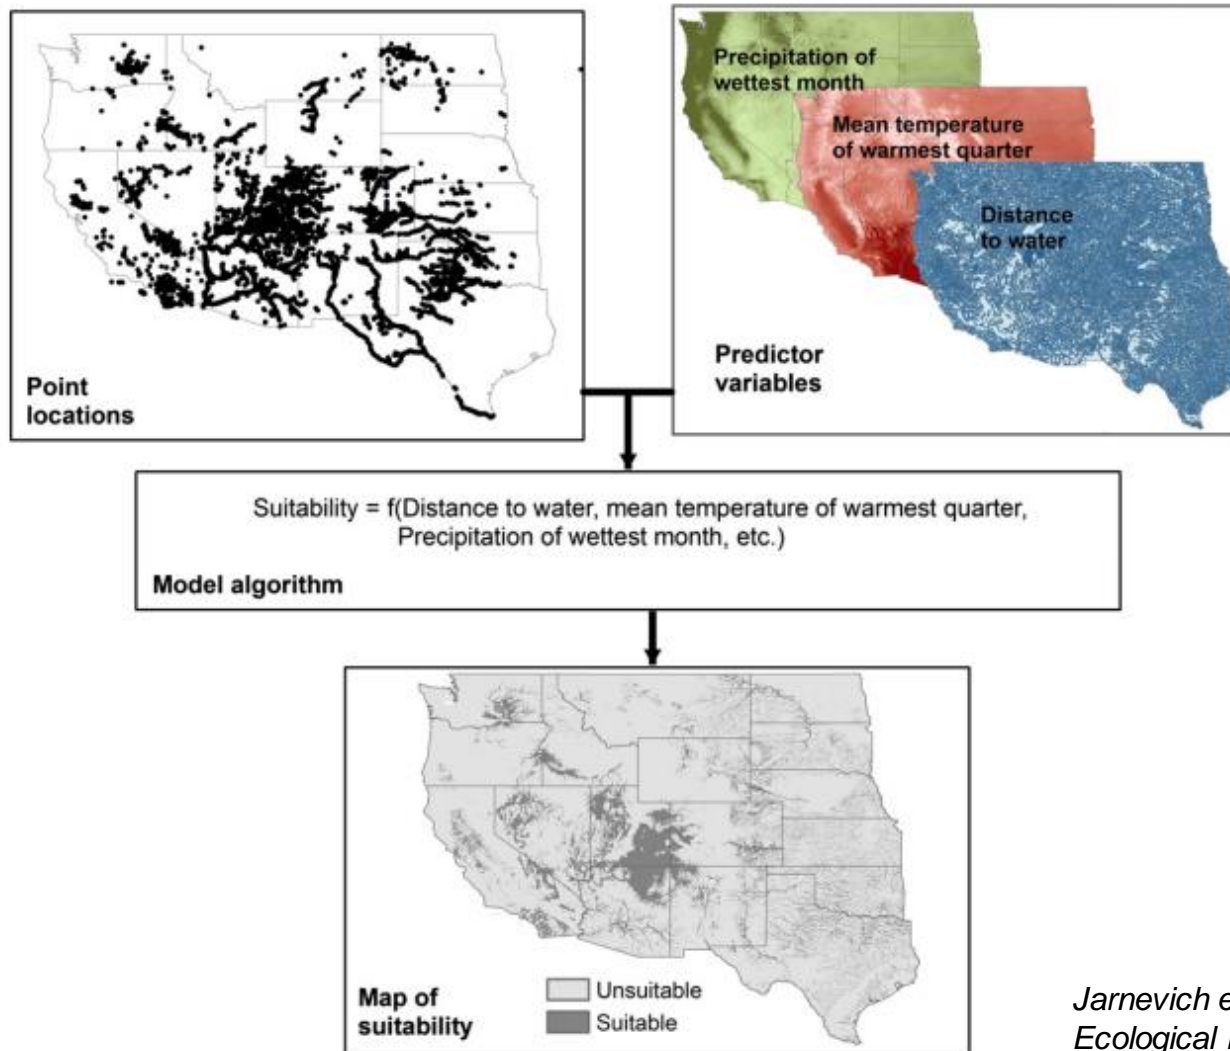 Point
locations
Precipitation of
wettest month
Mean temperature
of warmest quarter
Distance
to water
Predictor
variables
Suitability = f(Distance to water, mean temperature of warmest quarter,
Precipitation of wettest month, etc.)
Model algorithm
Map of
suitability
Unsuitable
Suitable
Jarnevich e
Ecological